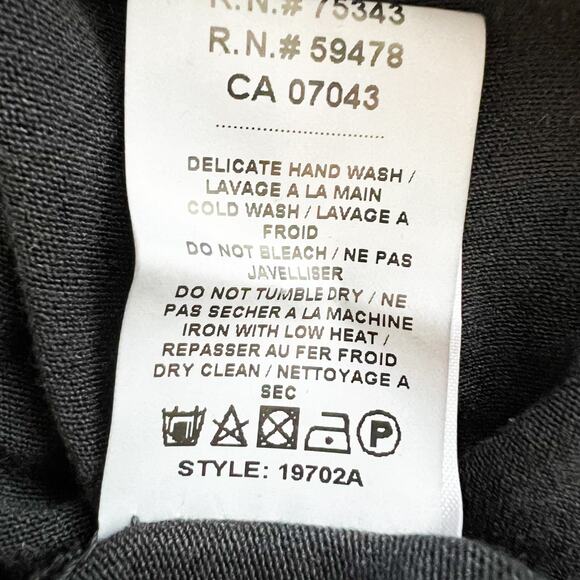 R.N.# 75343
R.N.# 59478
CA 07043
DELICATE HAND WASH /
LAVAGE A LA MAIN
COLD WASH / LAVAGE A
FROID
DO NOT BLEACH / NE PAS
JAVELLISER
DO NOT TUMBLE DRY / NE
PAS SECHER A LA MACHINE
IRON WITH LOW HEAT /
REPASSER AU FER FROID
DRY CLEAN / NETTOYAGE A
SEC
P
STYLE: 19702A